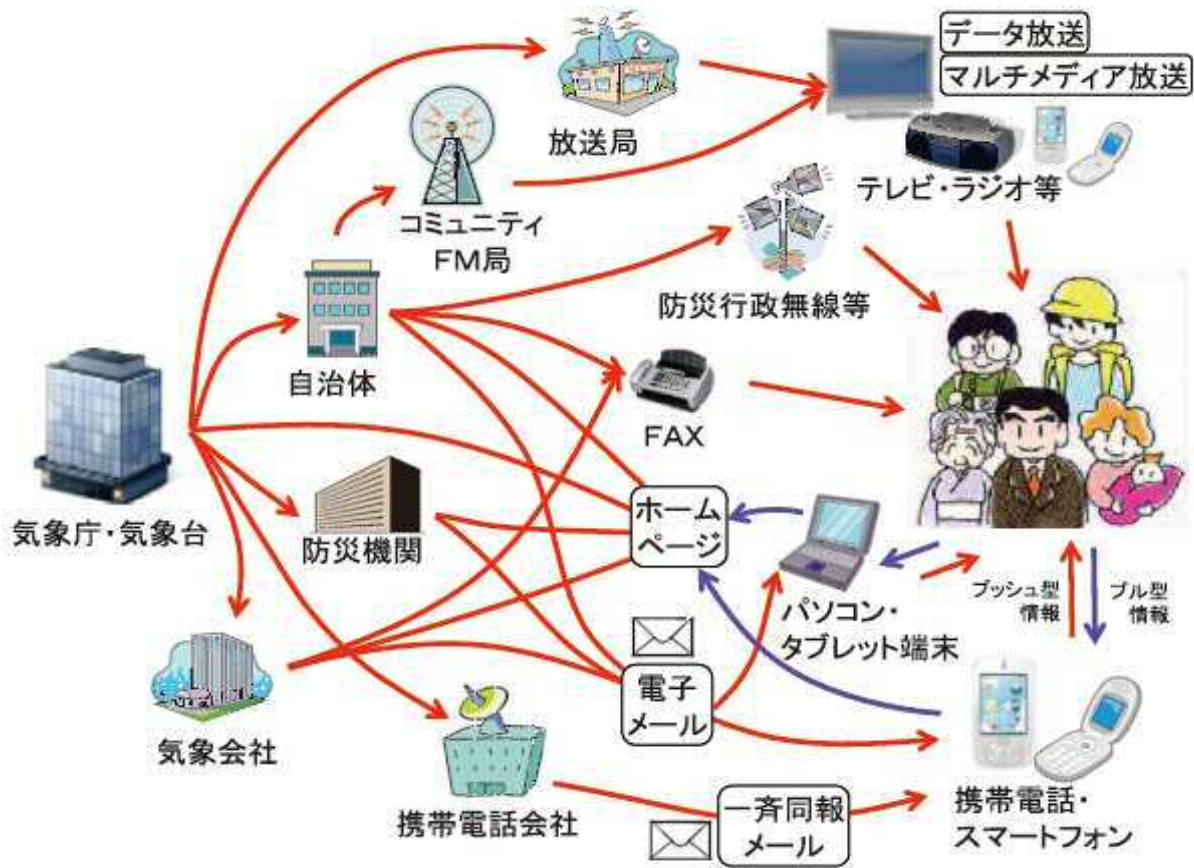 データ放送
マルチメディア放送
放送局
テレビ・ラジオ等
コミュニティ
FM局
防災行政無線等
自治体
FAX
気象庁・気象台
防災機関
ホーム
ページ
パソコン・
タブレット端末
プッシュ型
情報
プル型
情報
気象会社
電子
メール
携帯電話会社
一斉同報
メール
携帯電話・
スマートフォン